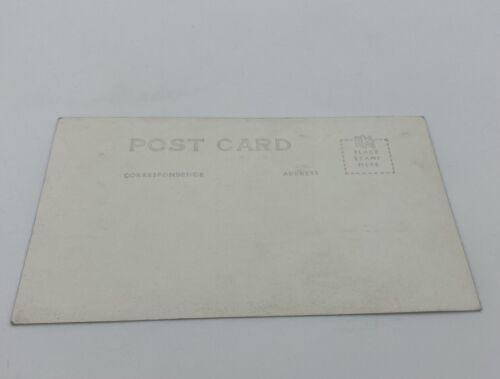 POST CARD
CORRESPONDENCE
ADDRESS
PLACE
STAMP
HERE